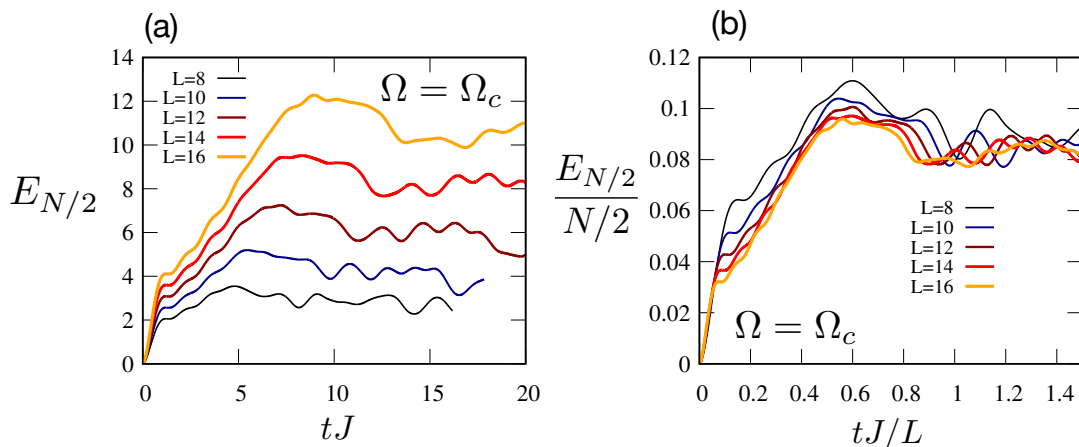 (a)
14
12
10
8
6
4
2
0
0
5
10
15
20
L=8
L=10
L=12
L=14
L=16
Ω = Ω_c
E_{N/2}
tJ
(b)
0.12
0.1
0.08
0.06
0.04
0.02
0
0
0.2
0.4
0.6
0.8
1
1.2
1.4
L=8
L=10
L=12
L=14
L=16
Ω = Ω_c
E_{N/2}
N/2
tJ/L